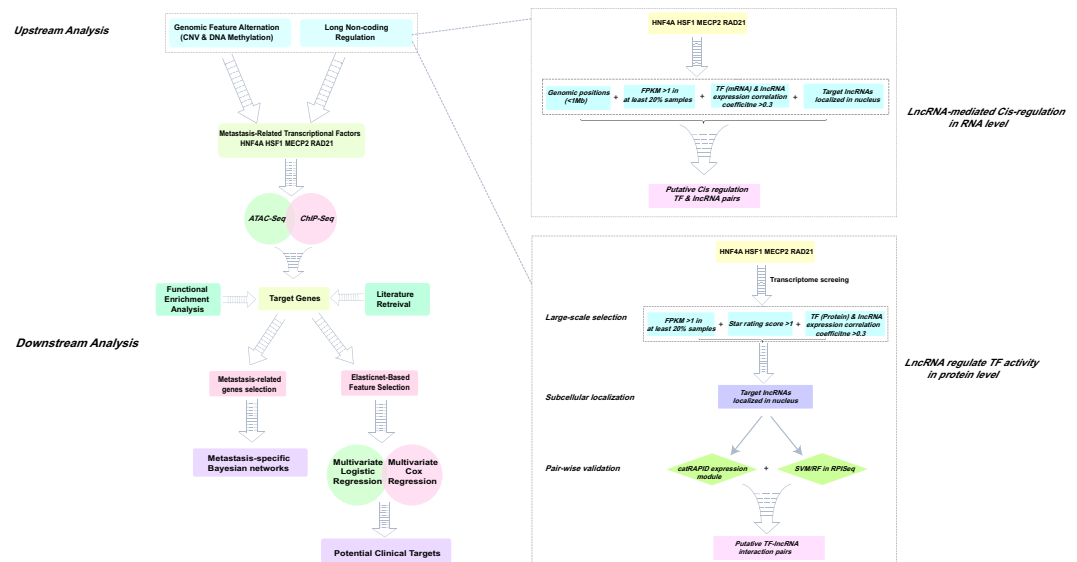 Upstream Analysis
Genomic Feature Alternation
(CNV & DNA Methylation)
Long Non-coding
Regulation
Metastasis-Related Transcriptional Factors
HNF4A HSF1 MECP2 RAD21
ATAC-Seq
ChIP-Seq
Functional
Enrichment
Analysis
Target Genes
Literature
Retreival
Downstream Analysis
Metastasis-related
genes selection
Elasticnet-Based
Feature Selection
Metastasis-specific
Bayesian networks
Multivariate
Logistic
Regression
Multivariate
Cox
Regression
Potential Clinical Targets
HNF4A HSF1 MECP2 RAD21
Genomic positions
(<1Mb)
+
FPKM >1 in
at least 20% samples
+
TF (mRNA) & lncRNA
expression correlation
coefficitne >0.3
+
Target lncRNAs
localized in nucleus
Putative Cis regulation
TF & lncRNA pairs
LncRNA-mediated Cis-regulation
in RNA level
HNF4A HSF1 MECP2 RAD21
Transcriptome screeing
Large-scale selection
FPKM >1 in
at least 20% samples
+
Star rating score >1
+
TF (Protein) & lncRNA
expression correlation
coefficitne >0.3
Subcellular localization
Target lncRNAs
localized in nucleus
Pair-wise validation
catRAPID expression
module
+
SVM/RF in RPISeq
Putative TF-lncRNA
interaction pairs
LncRNA regulate TF activity
in protein level